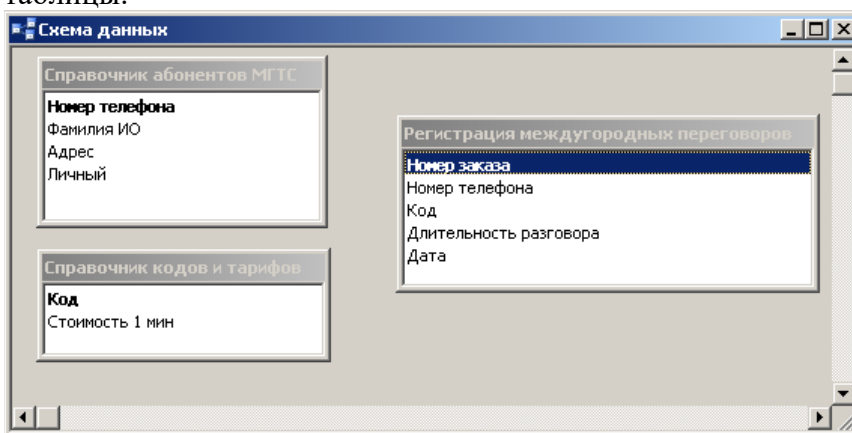 таблицы.
Схема данных
Справочник абонентов МГТС
Номер телефона
Фамилия ИО
Адрес
Личный
Регистрация междугородных переговоров
Номер заказа
Номер телефона
Код
Длительность разговора
Дата
Справочник кодов и тарифов
Код
Стоимость 1 мин